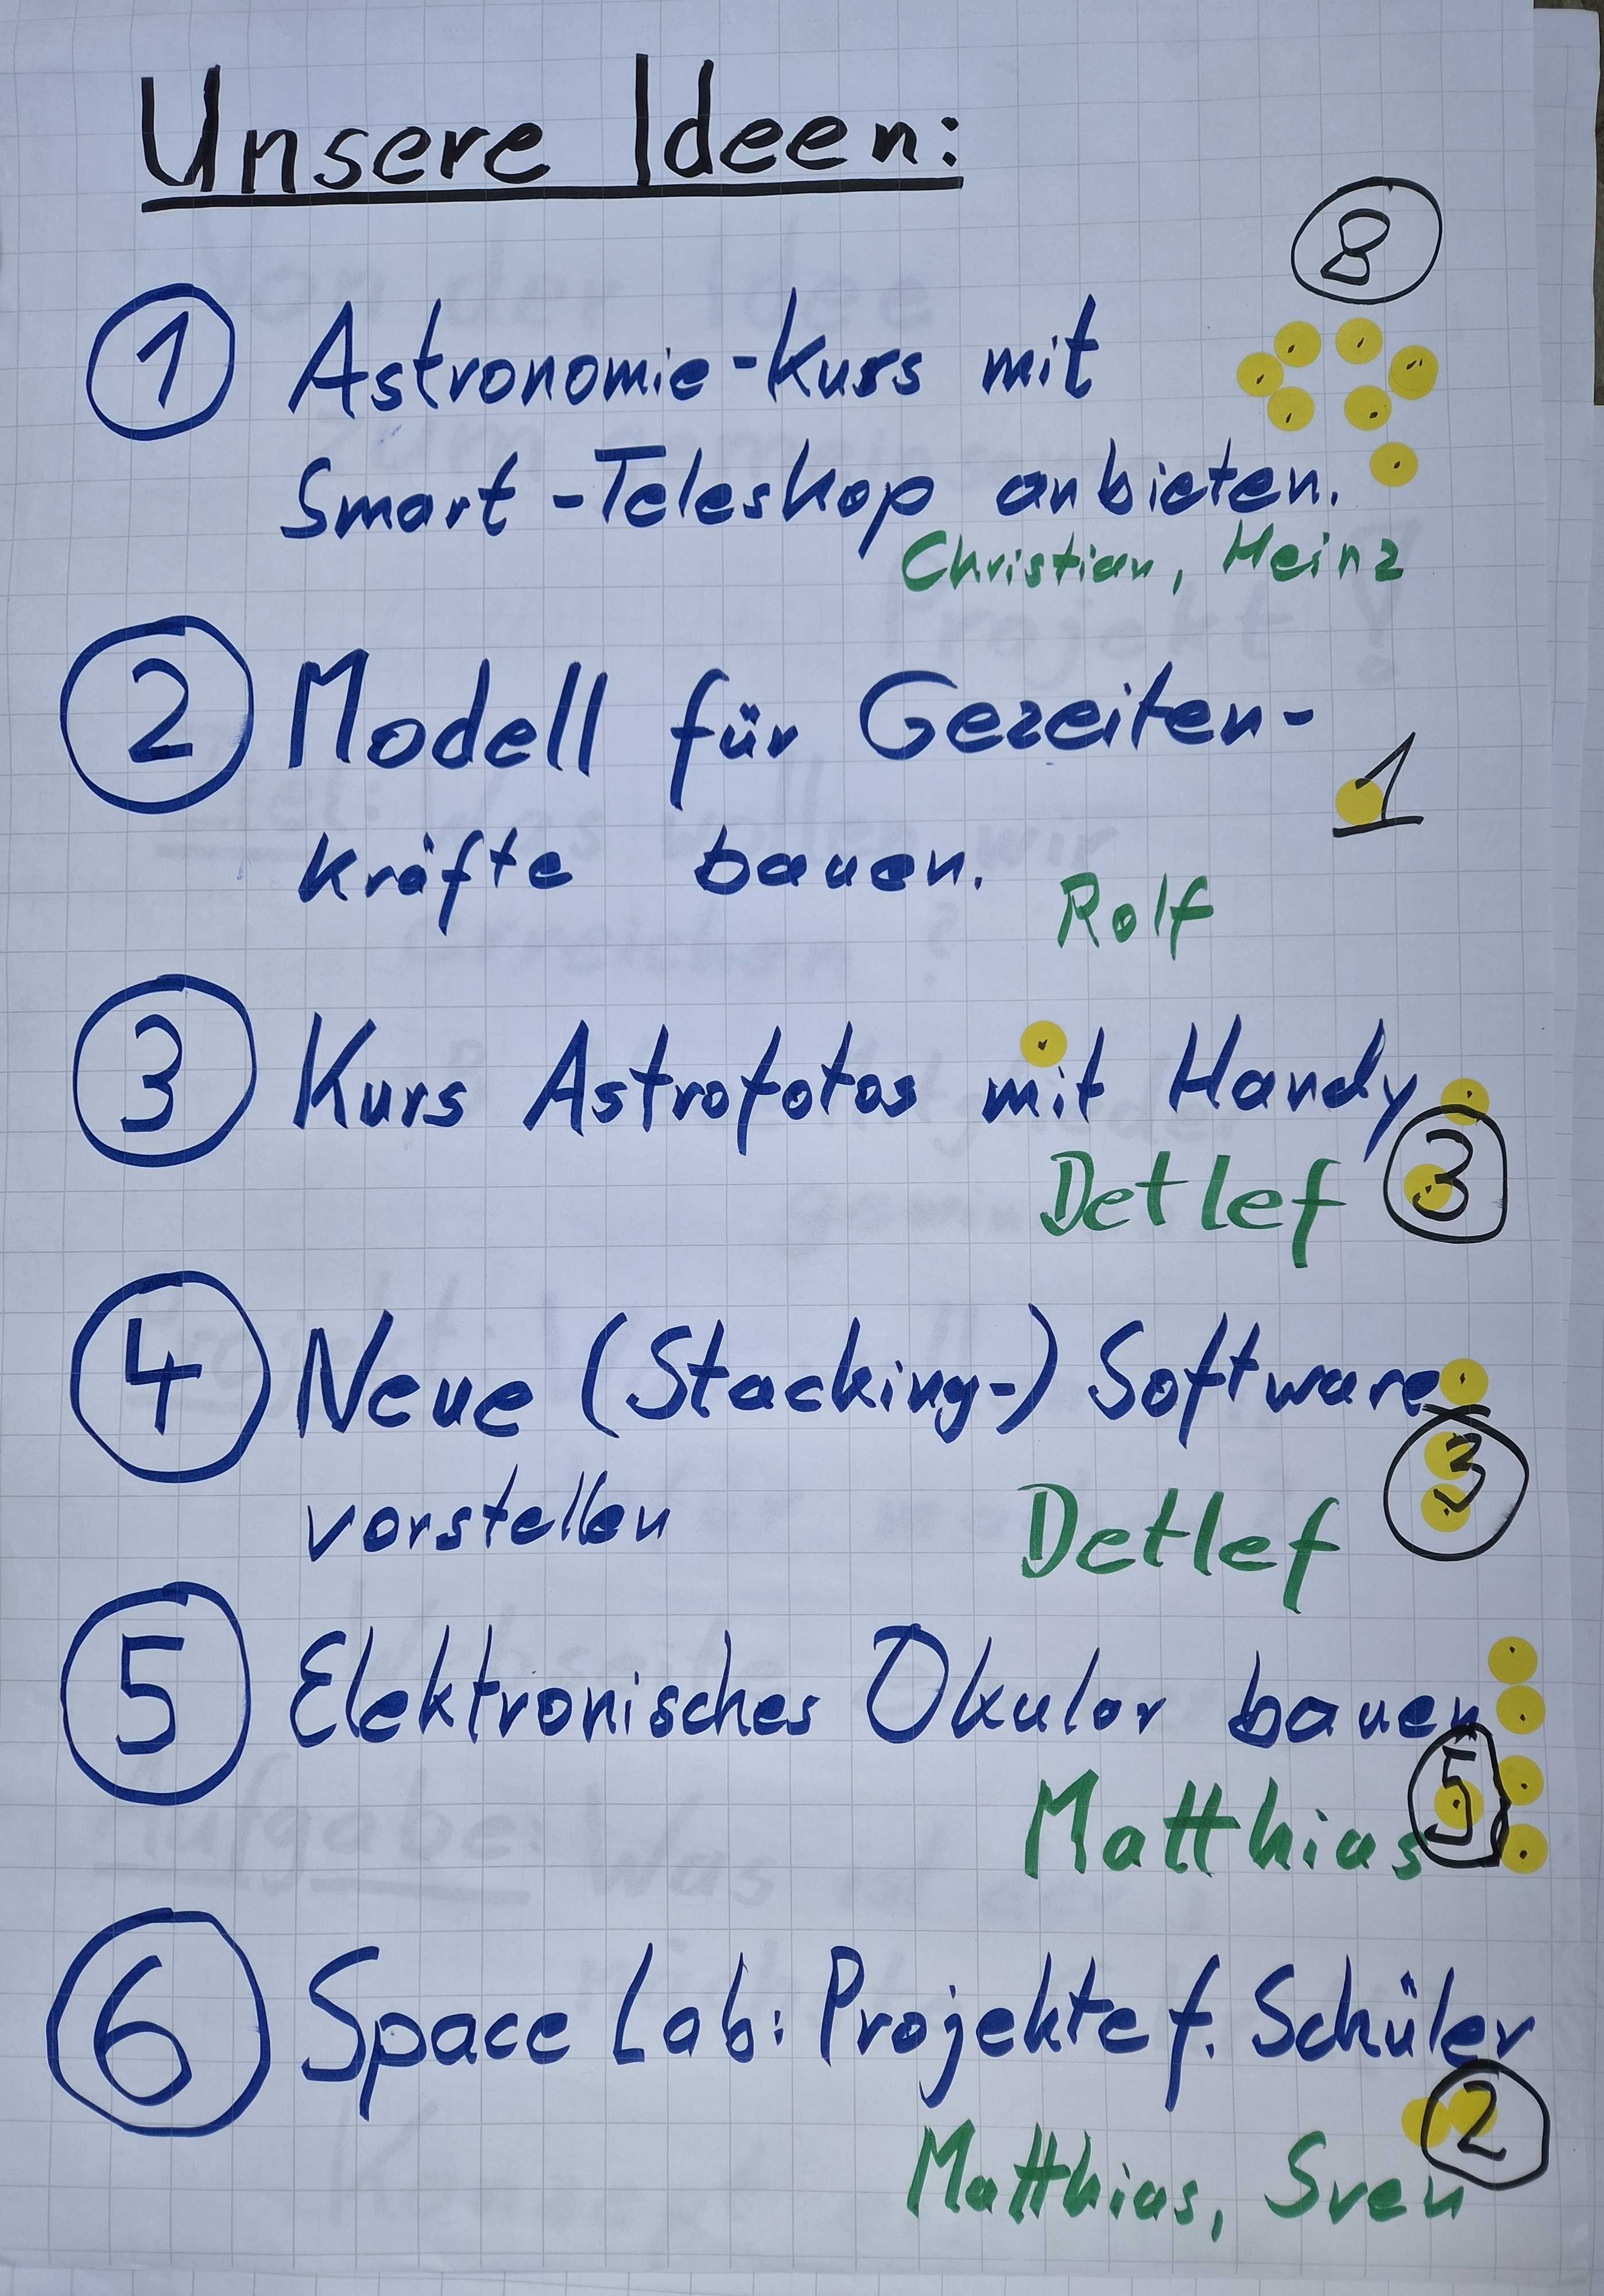 Unsere Ideen:
8
1 Astronomie-Kurs mit
Smart-Teleskop anbieten.
Christian, Heinz
2 Modell für Gezeiten-
1
kräfte bauen.
Rolf
3 Kurs Astrofotos mit Handy
Detlef 3
4 Neue (Stacking-) Software
3
vorstellen Detlef
5 Elektronisches Okular bauen
Matthias 5
6 Space Lab: Projekte f. Schüler
2
Matthias, Sven